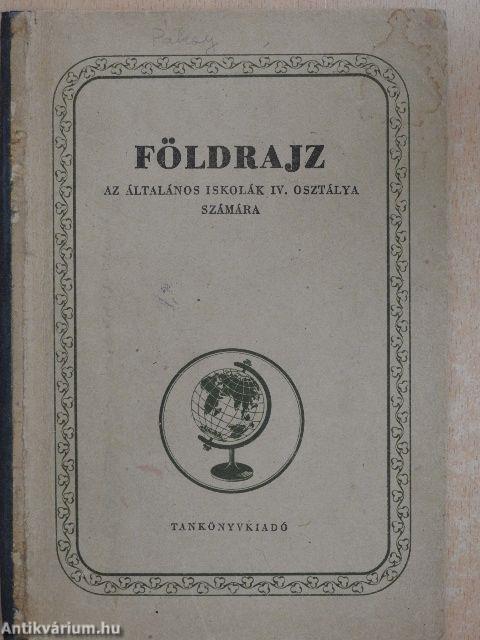 FÖLDRAJZ
AZ ÁLTALÁNOS ISKOLÁK IV. OSZTÁLYA
SZÁMÁRA
TANKÖNYVKIADÓ
Antikvárium.hu